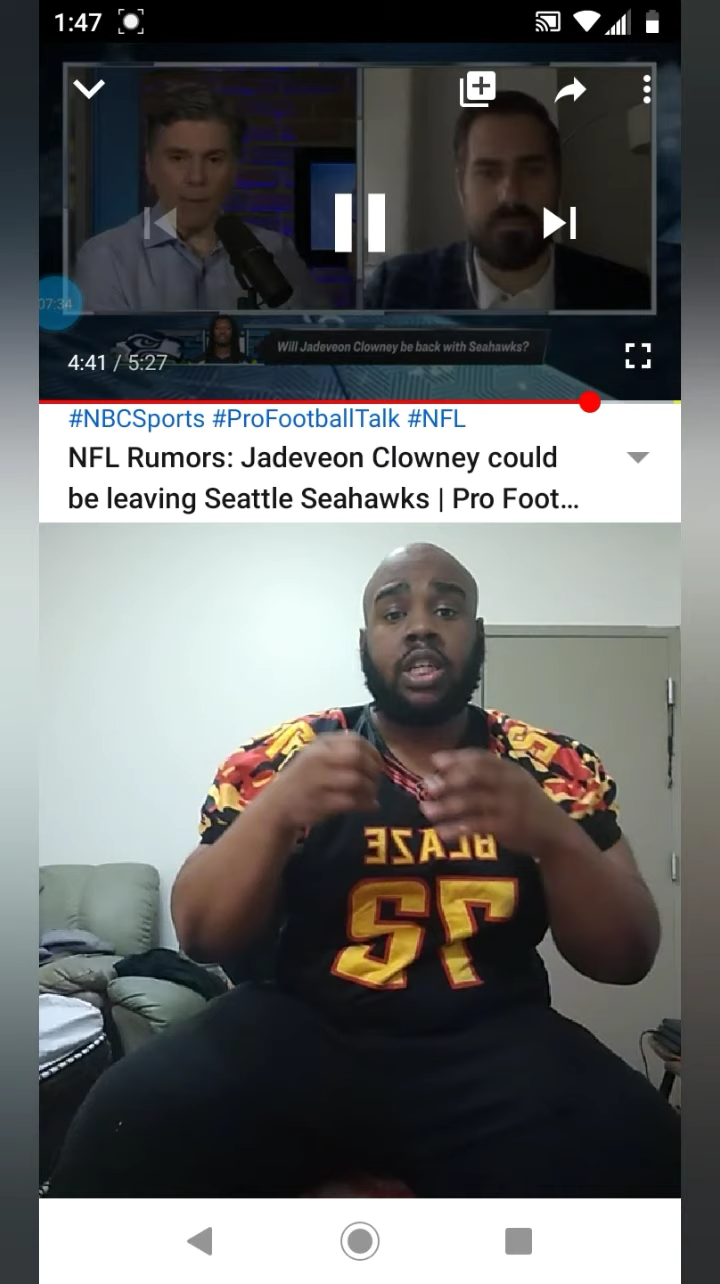 1:47
07:34
Will Jadeveon Clowney be back with Seahawks?
4:41 / 5:27
#NBCSports #ProFootballTalk #NFL
NFL Rumors: Jadeveon Clowney could
be leaving Seattle Seahawks | Pro Foot...
BLAZE
72